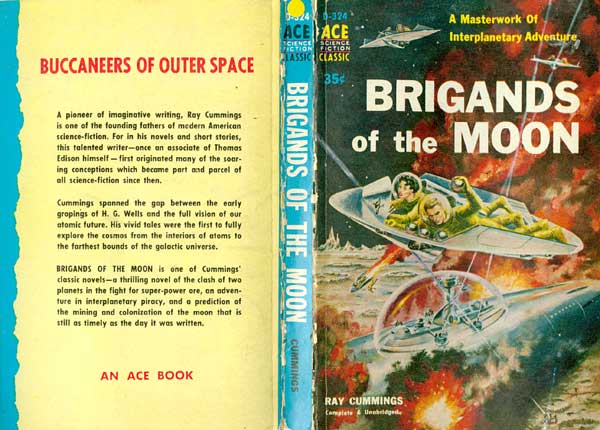 BUCCANEERS OF OUTER SPACE
A pioneer of imaginative writing, Ray Cummings
is one of the founding fathers of modern American
science-fiction. For in his novels and short stories,
this talented writer—once an associate of Thomas
Edison himself—first originated many of the soar-
ing conceptions which became part and parcel of
all science-fiction since then.
Cummings spanned the gap between the early
gropings of H. G. Wells and the full vision of our
atomic future. His vivid tales were the first to fully
explore the cosmos from the interiors of atoms to
the farthest bounds of the galactic universe.
BRIGANDS OF THE MOON is one of Cummings'
classic novels—a thrilling novel of the clash of two
planets in the fight for super-power ore, an adven-
ture in interplanetary piracy, and a prediction of
the mining and colonization of the moon that is
still as timely as the day it was written.
AN ACE BOOK
D-324
ACE
SCIENCE
FICTION
CLASSIC
BRIGANDS OF THE MOON
CUMMINGS
D-324
ACE
SCIENCE
FICTION
CLASSIC
35¢
A Masterwork Of
Interplanetary Adventure
BRIGANDS
of the MOON
RAY CUMMINGS
Complete & Unabridged